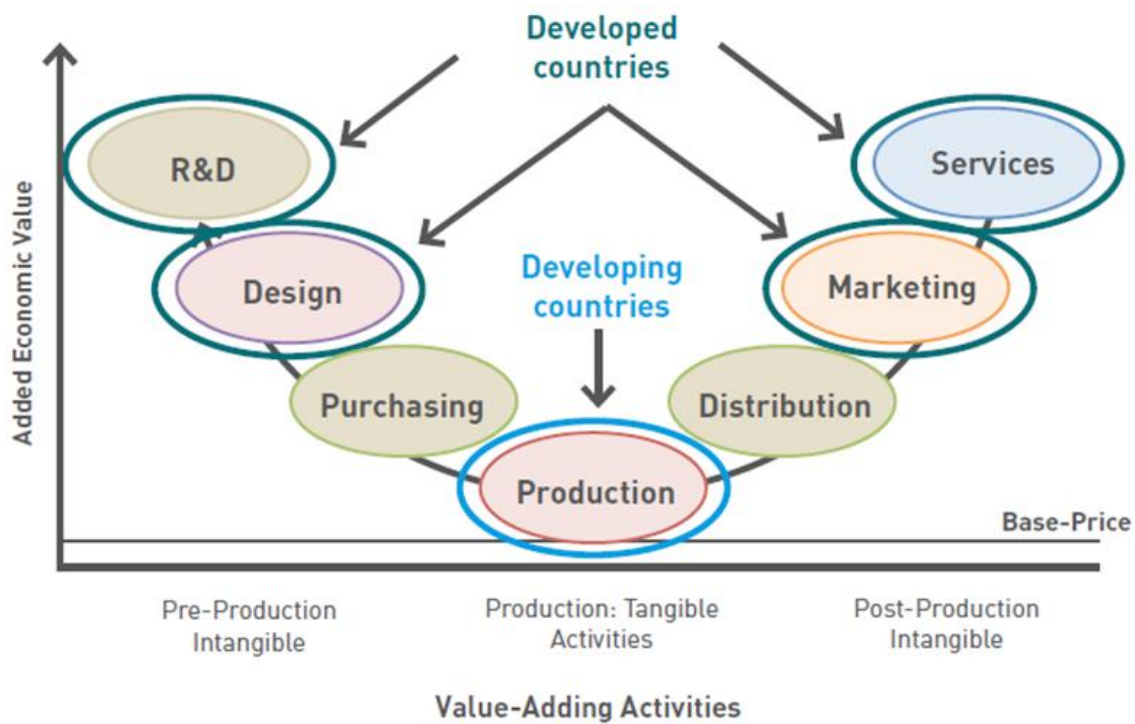 Developed
countries
R&D
Services
Design
Developing
countries
Marketing
Purchasing
Distribution
Production
Base-Price
Added Economic Value
Pre-Production
Intangible
Production: Tangible
Activities
Post-Production
Intangible
Value-Adding Activities